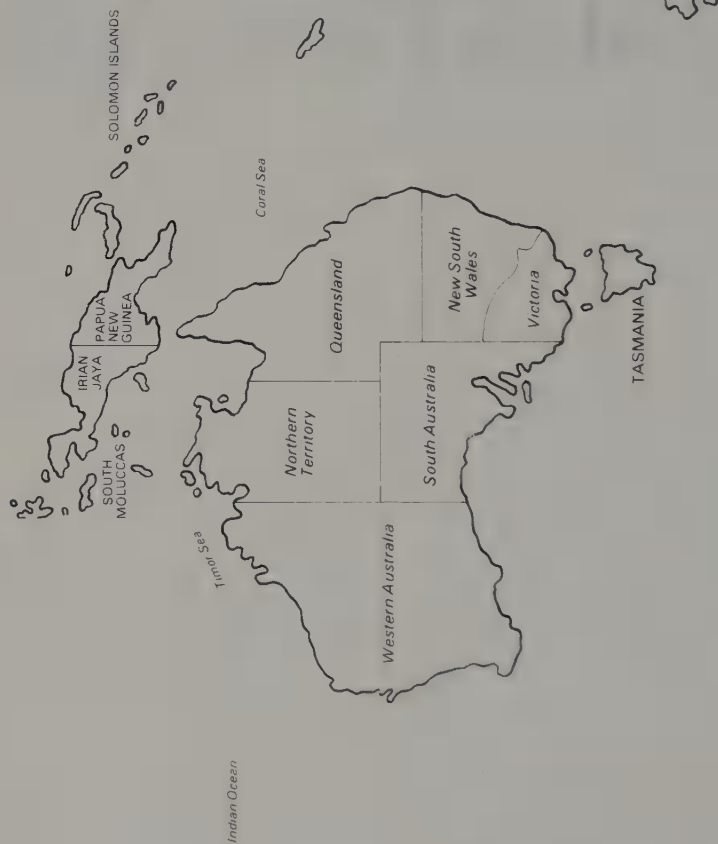 SOLOMON ISLANDS
IRIAN
JAYA
PAPUA
NEW
GUINEA
SOUTH
MOLUCCAS
Coral Sea
Timor Sea
Indian Ocean
Northern
Territory
Queensland
Western Australia
South Australia
New South
Wales
Victoria
TASMANIA